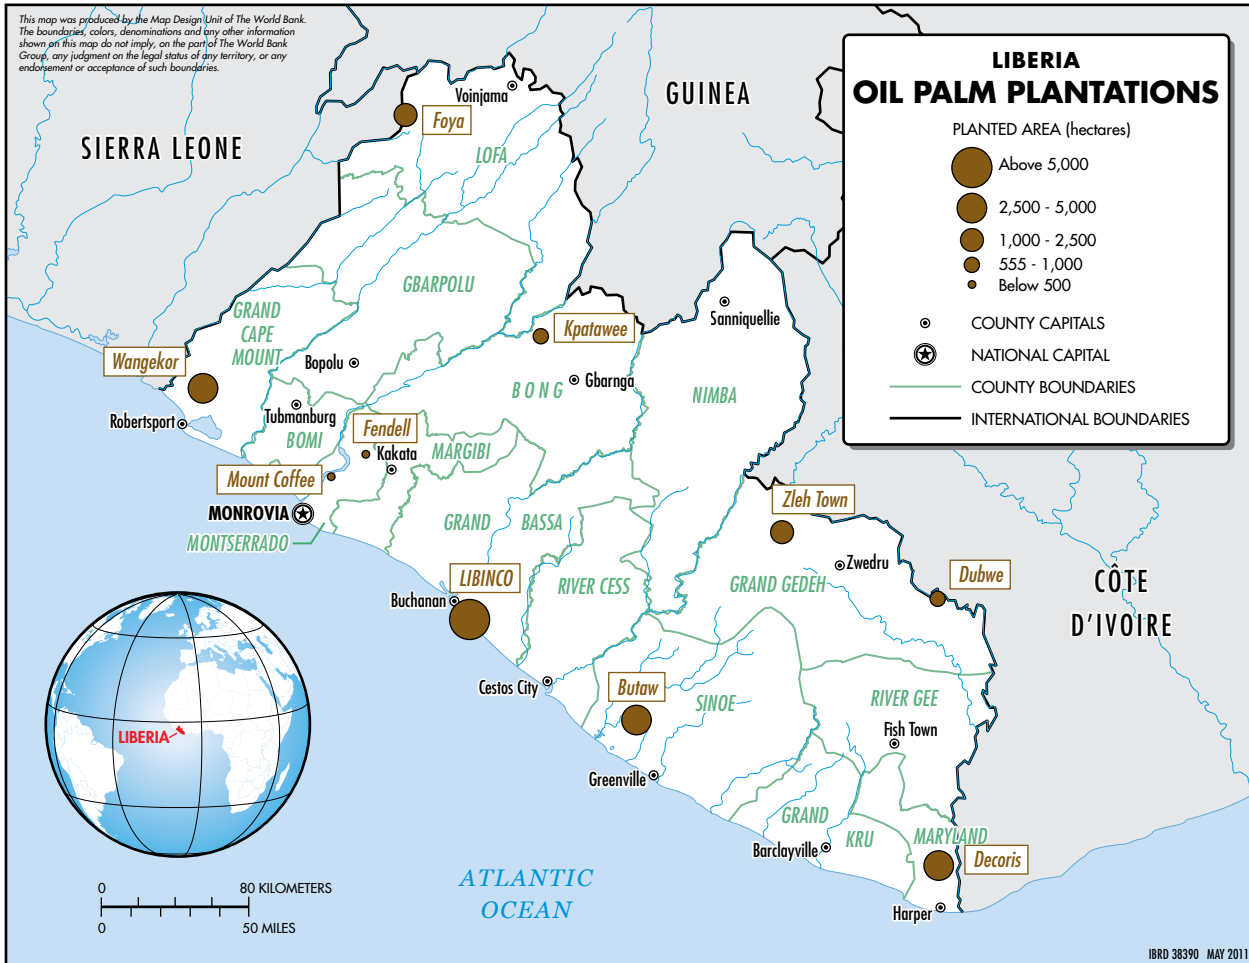 This map was produced by the Map Design Unit of The World Bank.
The boundaries, colors, denominations and any other information
shown on this map do not imply, on the part of The World Bank
Group, any judgment on the legal status of any territory, or any
endorsement or acceptance of such boundaries.
LIBERIA
OIL PALM PLANTATIONS
PLANTED AREA (hectares)
Above 5,000
2,500 - 5,000
1,000 - 2,500
555 - 1,000
Below 500
COUNTY CAPITALS
NATIONAL CAPITAL
COUNTY BOUNDARIES
INTERNATIONAL BOUNDARIES
GUINEA
SIERRA LEONE
CÔTE
D'IVOIRE
Voinjama
Foya
LOFA
GBARPOLU
GRAND
CAPE
MOUNT
Kpatawee
Sanniquellie
Wangekor
Bopolu
Gbarnga
BONG
NIMBA
Robertsport
Tubmanburg
BOMI
Fendell
Kakata
MARGIBI
Mount Coffee
MONROVIA
MONTSERRADO
GRAND BASSA
Zleh Town
Zwedru
GRAND GEDEH
Dubwe
LIBINCO
Buchanan
RIVER CESS
Cestos City
Butaw
SINOE
RIVER GEE
Fish Town
Greenville
GRAND
KRU
Barclayville
MARYLAND
Decoris
Harper
LIBERIA
ATLANTIC
OCEAN
0 80 KILOMETERS
0 50 MILES
IBRD 38390 MAY 2011